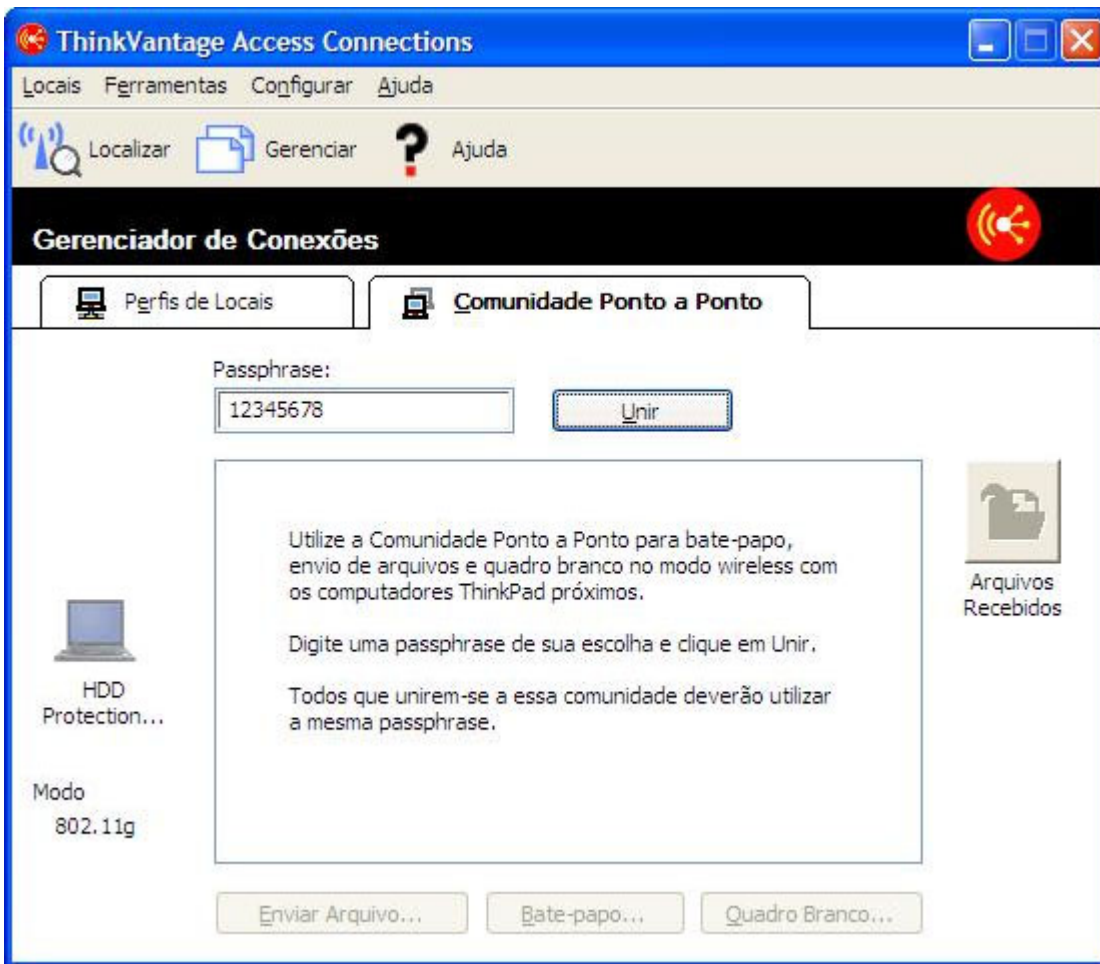 ThinkVantage Access Connections
Locais Ferramentas Configurar Ajuda
Localizar Gerenciar Ajuda
Gerenciador de Conexões
Perfis de Locais Comunidade Ponto a Ponto
Passphrase:
12345678 Unir
Utilize a Comunidade Ponto a Ponto para bate-papo,
envio de arquivos e quadro branco no modo wireless com
os computadores ThinkPad próximos.
Digite uma passphrase de sua escolha e clique em Unir.
Todos que unirem-se a essa comunidade deverão utilizar
a mesma passphrase.
Arquivos
Recebidos
HDD
Protection...
Modo
802.11g
Enviar Arquivo... Bate-papo... Quadro Branco...